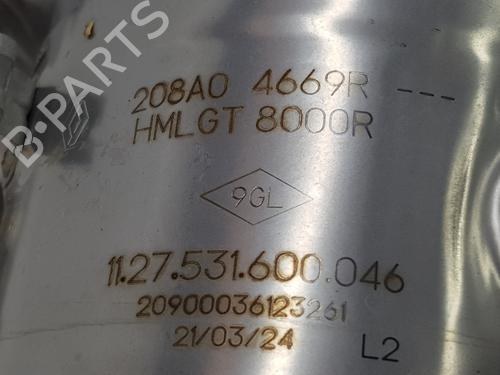 B-PARTS
208A0 4669R ---
HMLGT 8000R
9GL
11.27.531.600.046
20900036123261
21/03/24 L2